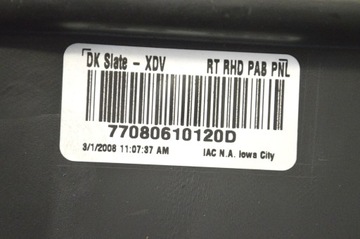 DK Slate - XDV RT RHD PAB PNL
77080610120D
3/1/2008 11:07:37 AM IAC N.A. Iowa City